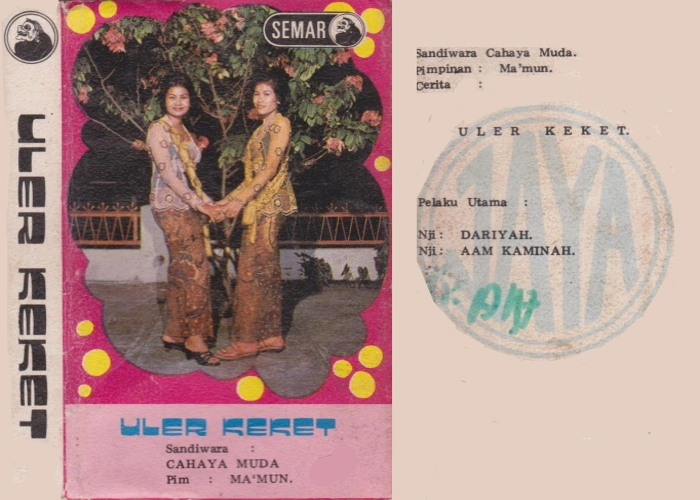 ULER KEKET
SEMAR
ULER KEKET
Sandiwara :
CAHAYA MUDA
Pim : MA'MUN.
Sandiwara Cahaya Muda.
Pimpinan : Ma'mun.
Cerita :
ULER KEKET.
Pelaku Utama :
Nji : DARIYAH.
Nji : AAM KAMINAH.
JAYA